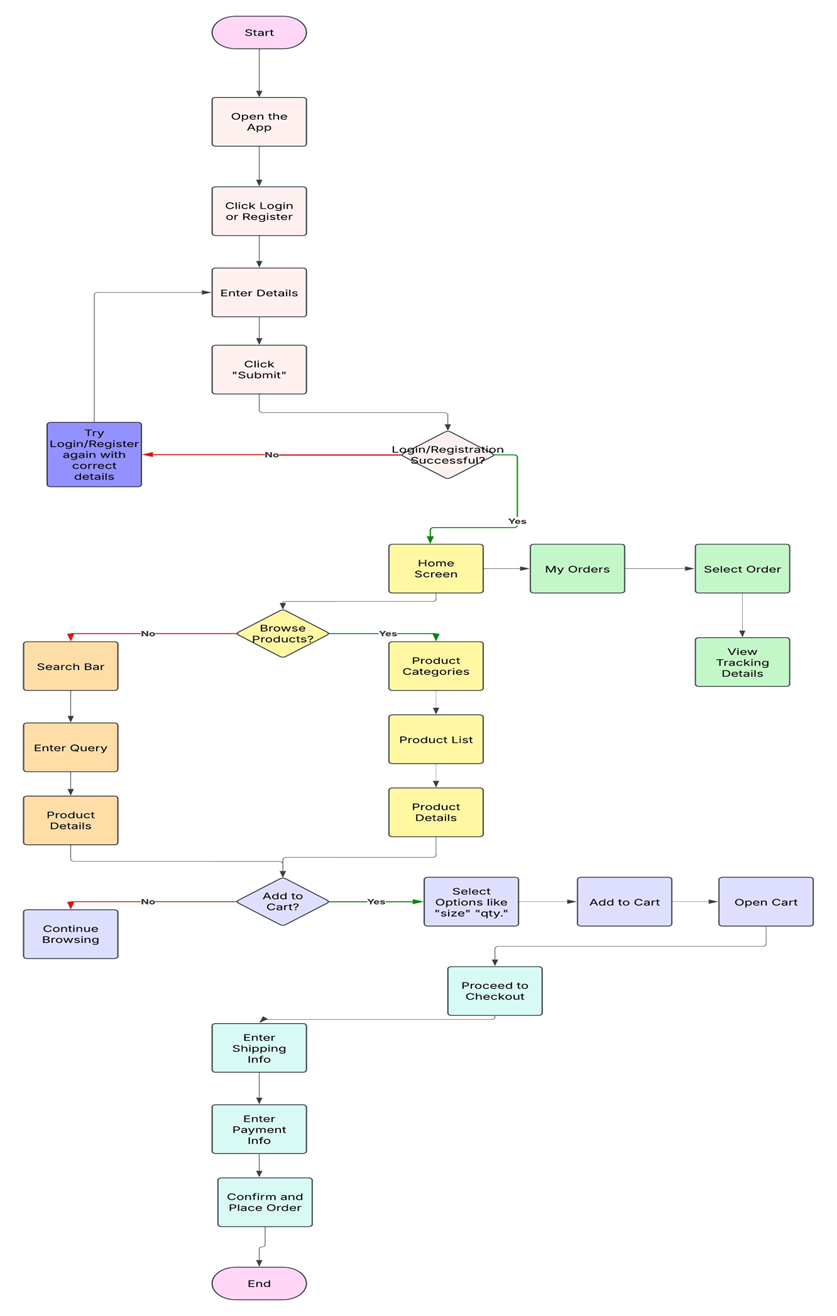 Start
Open the
App
Click Login
or Register
Enter Details
Click
"Submit"
Try
Login/Register
again with
correct
details
No
Login/Registration
Successful?
Yes
Home
Screen
My Orders
Select Order
View
Tracking
Details
Browse
Products?
No
Yes
Search Bar
Product
Categories
Enter Query
Product List
Product
Details
Product
Details
Add to
Cart?
No
Yes
Continue
Browsing
Select
Options like
"size" "qty."
Add to Cart
Open Cart
Proceed to
Checkout
Enter
Shipping
Info
Enter
Payment
Info
Confirm and
Place Order
End